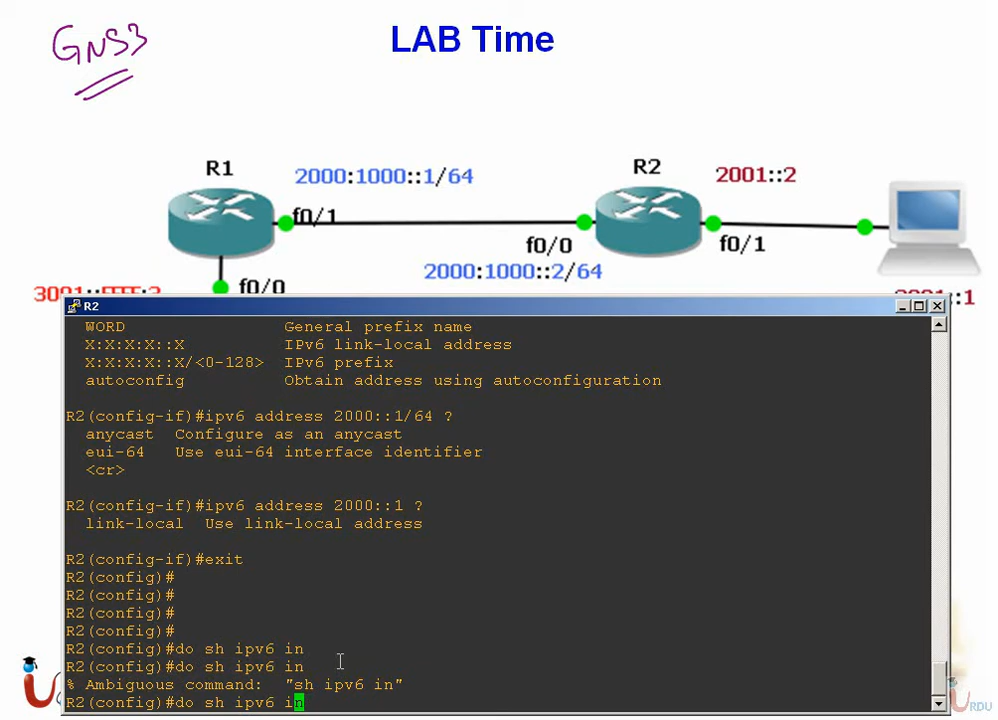 GNS3
LAB Time
R1
2000:1000::1/64
R2
2001::2
f0/1
f0/0
f0/1
2000:1000::2/64
f0/0
R2
WORD General prefix name
X:X:X:X::X IPv6 link-local address
X:X:X:X::X/<0-128> IPv6 prefix
autoconfig Obtain address using autoconfiguration
R2(config-if)#ipv6 address 2000::1/64 ?
anycast Configure as an anycast
eui-64 Use eui-64 interface identifier
<cr>
R2(config-if)#ipv6 address 2000::1 ?
link-local Use link-local address
R2(config-if)#exit
R2(config)#
R2(config)#
R2(config)#
R2(config)#
R2(config)#do sh ipv6 in
R2(config)#do sh ipv6 in
% Ambiguous command: "sh ipv6 in"
R2(config)#do sh ipv6 in
URDU